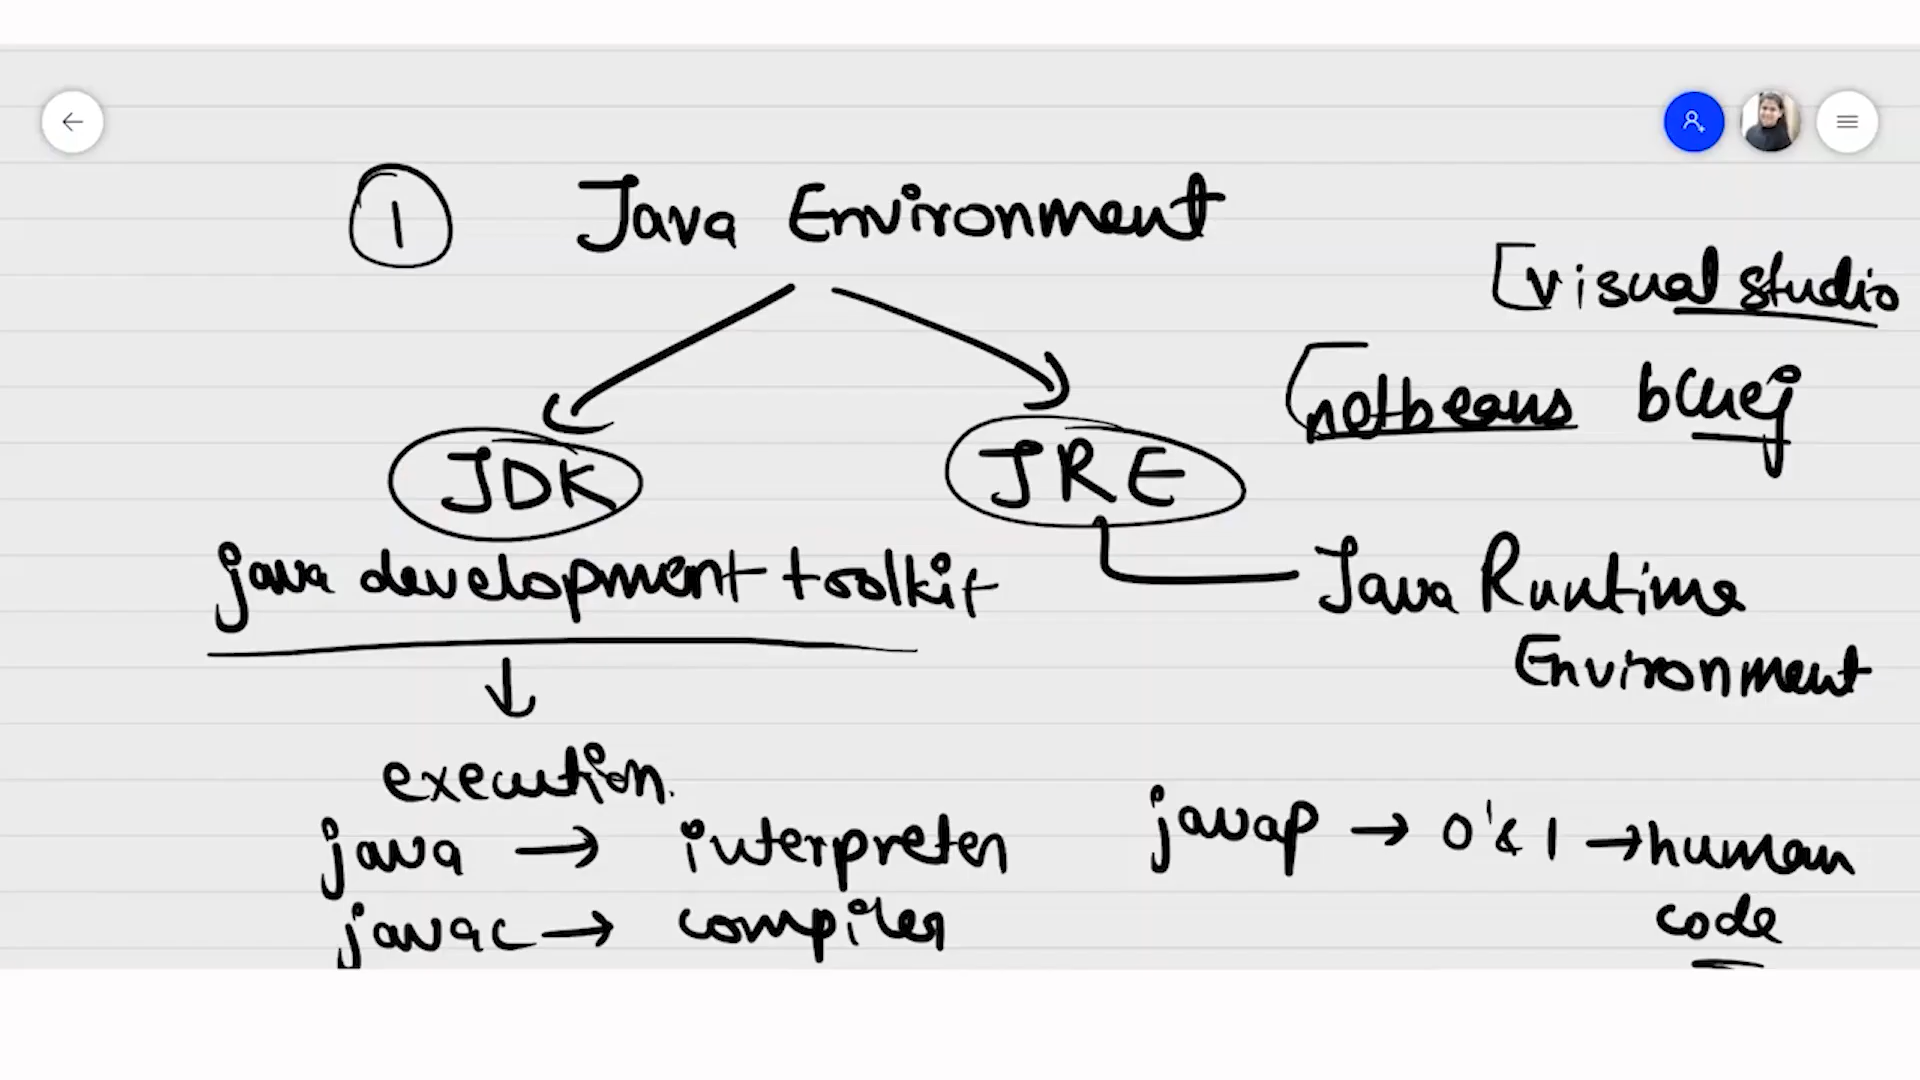 1 Java Environment
[visual studio
[netbeans bluej
JDK JRE
java development toolkit
Java Runtime
Environment
execution.
java → interpreter
javap → 0's & 1 → human
code
javac → compiler